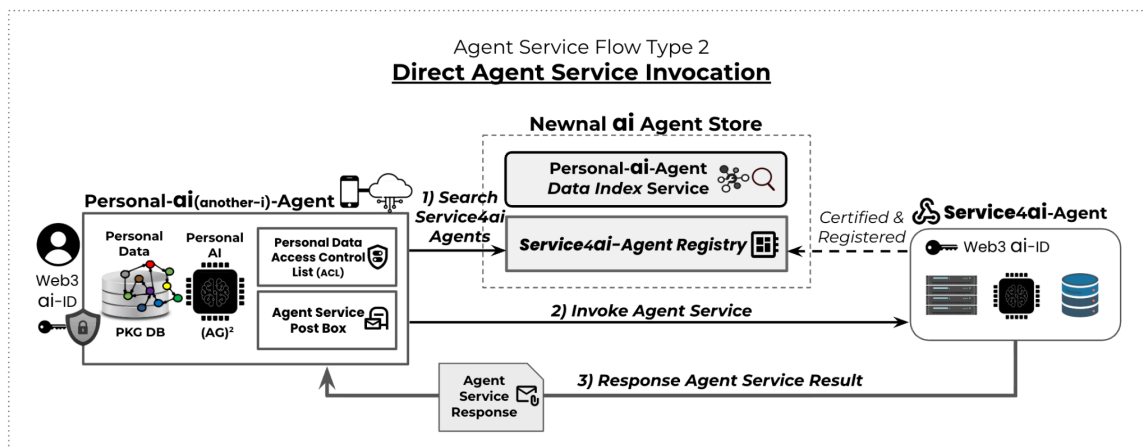 Agent Service Flow Type 2
Direct Agent Service Invocation
Newnal ai Agent Store
Personal-ai-Agent
Data Index Service
Service4ai-Agent Registry
Personal-ai(another-i)-Agent
Web3
ai-ID
Personal
Data
PKG DB
Personal
AI
(AG)²
Personal Data
Access Control
List (ACL)
Agent Service
Post Box
1) Search
Service4ai
Agents
Certified &
Registered
Service4ai-Agent
Web3 ai-ID
2) Invoke Agent Service
3) Response Agent Service Result
Agent
Service
Response